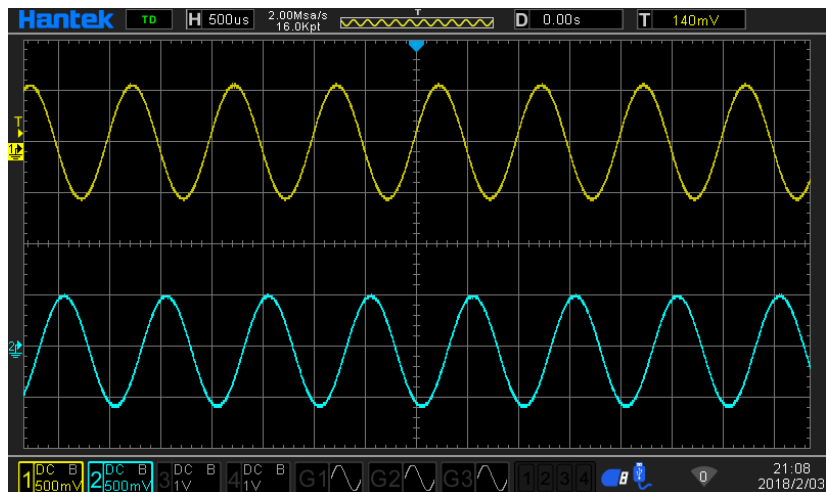 Hantek TD H 500us 2.00Msa/s 16.0Kpt T D 0.00s T 140mV
T
1
2
1 DC B 500mV 2 DC B 500mV 3 DC B 1V 4 DC B 1V G1 G2 G3 1 2 3 4 0 21:08
2018/2/03